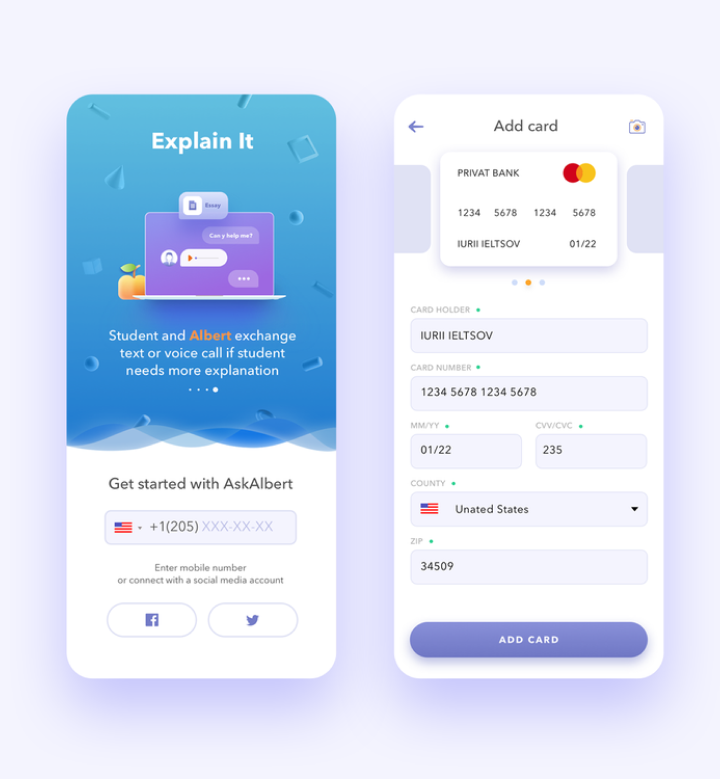 Explain It
Essay
Can y help me?
Student and Albert exchange
text or voice call if student
needs more explanation
Get started with AskAlbert
+1(205) XXX-XX-XX
Enter mobile number
or connect with a social media account
Add card
PRIVAT BANK
1234 5678 1234 5678
IURII IELTSOV 01/22
CARD HOLDER
IURII IELTSOV
CARD NUMBER
1234 5678 1234 5678
MM/YY CVV/CVC
01/22 235
COUNTY
Unated States
ZIP
34509
ADD CARD